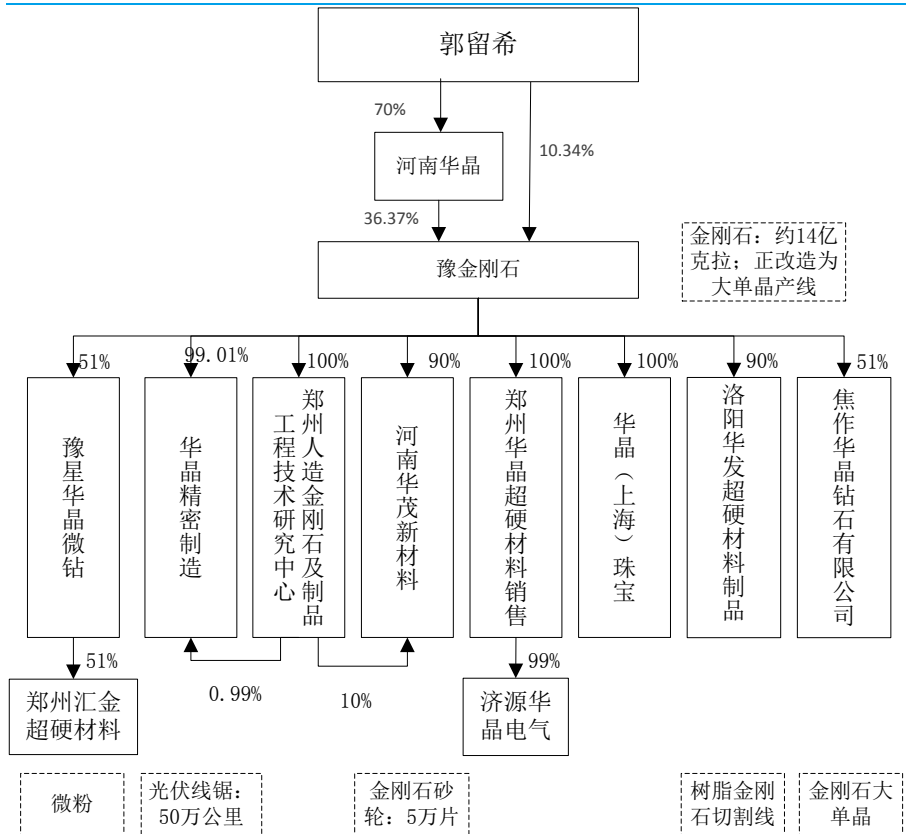 郭留希
70%
10.34%
河南华晶
36.37%
豫金刚石
金刚石：约14亿
克拉；正改造为
大单晶产线
51%
99.01%
100%
90%
100%
100%
90%
51%
豫星华晶微钻
华晶精密制造
郑州人造金刚石及制品
工程技术研究中心
河南华茂新材料
郑州华晶超硬材料销售
华晶（上海）珠宝
洛阳华发超硬材料制品
焦作华晶钻石有限公司
51%
0.99%
10%
99%
郑州汇金
超硬材料
济源华
晶电气
微粉
光伏线锯：
50万公里
金刚石砂
轮：5万片
树脂金刚
石切割线
金刚石大
单晶